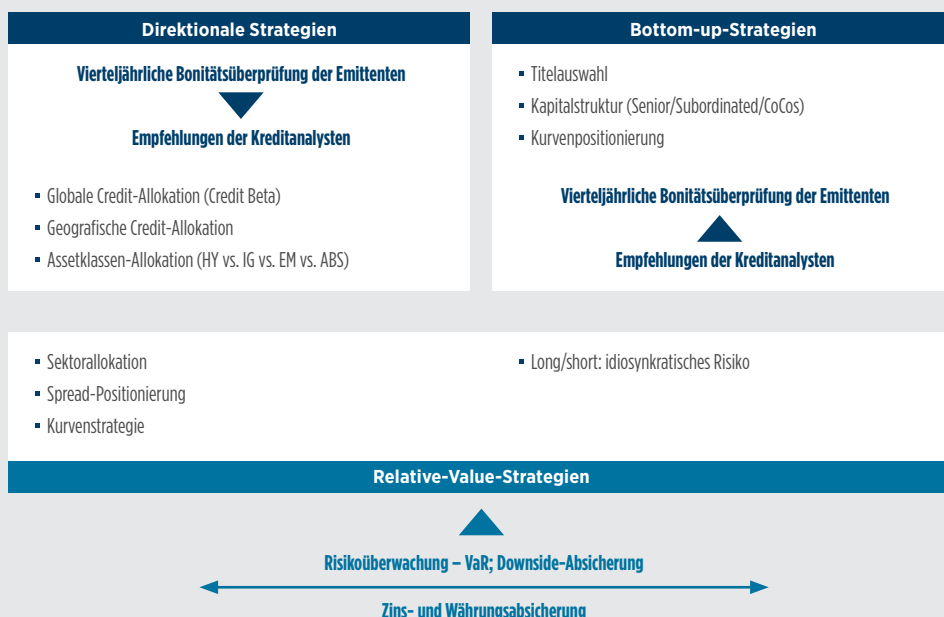 Direktionale Strategien
Vierteljährliche Bonitätsüberprüfung der Emittenten
Empfehlungen der Kreditanalysten
▪ Globale Credit-Allokation (Credit Beta)
▪ Geografische Credit-Allokation
▪ Assetklassen-Allokation (HY vs. IG vs. EM vs. ABS)
Bottom-up-Strategien
▪ Titelauswahl
▪ Kapitalstruktur (Senior/Subordinated/CoCos)
▪ Kurvenpositionierung
Vierteljährliche Bonitätsüberprüfung der Emittenten
Empfehlungen der Kreditanalysten
▪ Sektorallokation
▪ Spread-Positionierung
▪ Kurvenstrategie
▪ Long/short: idiosynkratisches Risiko
Relative-Value-Strategien
Risikoüberwachung – VaR; Downside-Absicherung
Zins- und Währungsabsicherung